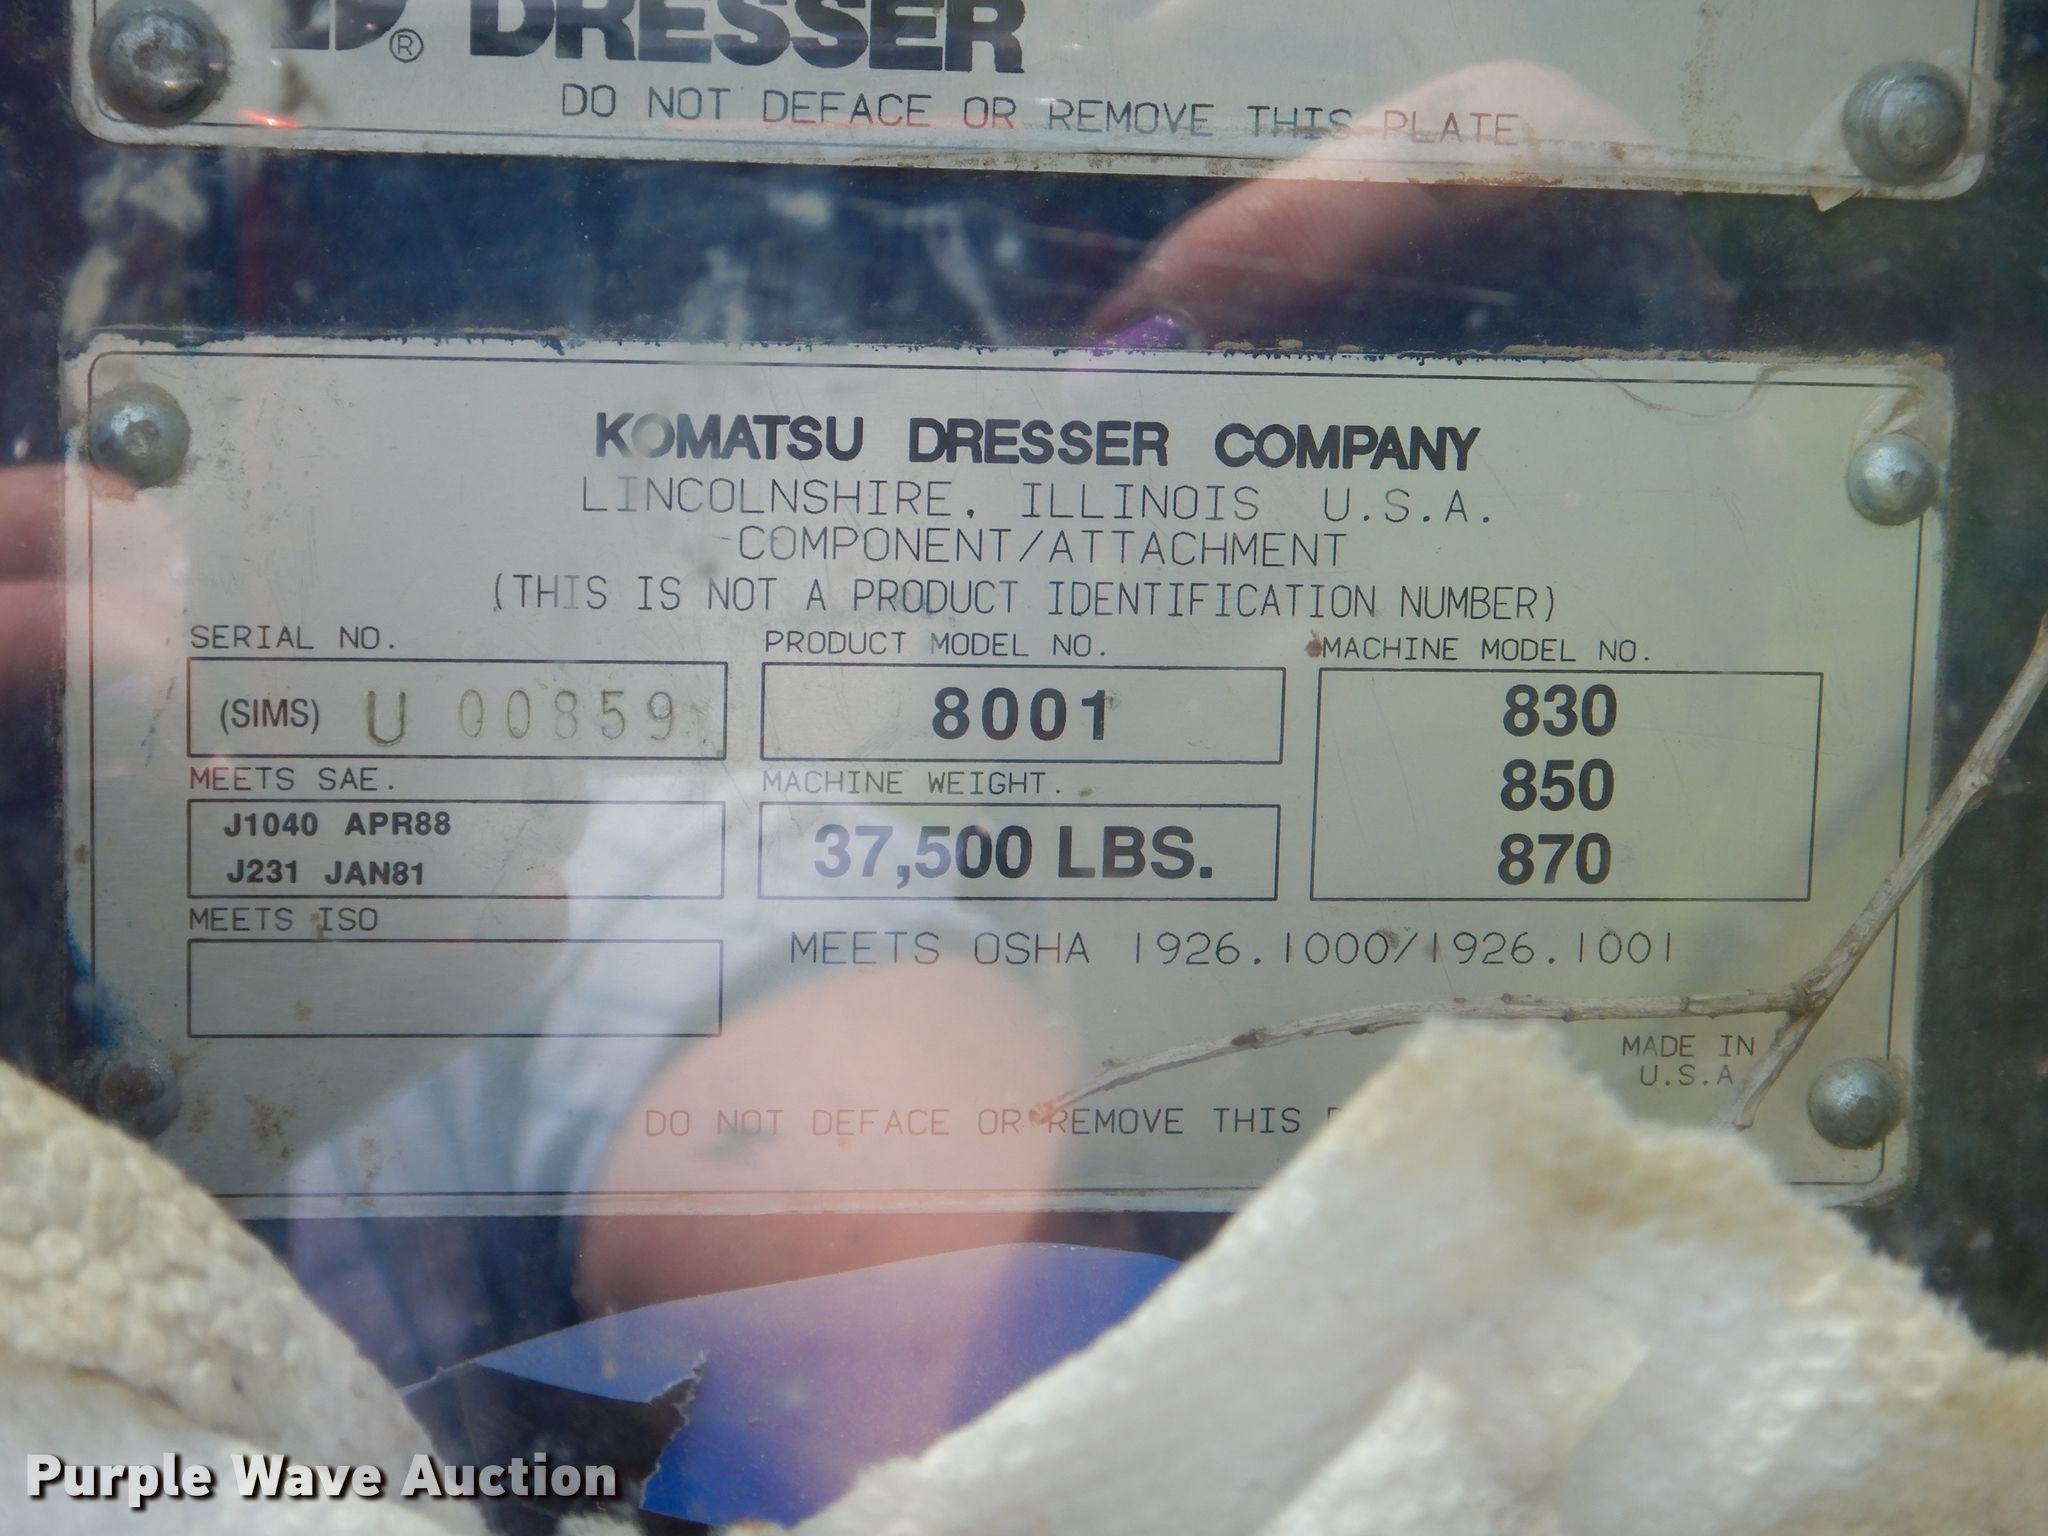 ® DRESSER
DO NOT DEFACE OR REMOVE THIS PLATE
KOMATSU DRESSER COMPANY
LINCOLNSHIRE, ILLINOIS U.S.A.
COMPONENT/ATTACHMENT
(THIS IS NOT A PRODUCT IDENTIFICATION NUMBER)
SERIAL NO. PRODUCT MODEL NO. MACHINE MODEL NO.
(SIMS) U 00859 8001 830
850
870
MEETS SAE. MACHINE WEIGHT.
J1040 APR88 37,500 LBS.
J231 JAN81
MEETS ISO
MEETS OSHA 1926.1000/1926.1001
MADE IN
U.S.A
DO NOT DEFACE OR REMOVE THIS
Purple Wave Auction